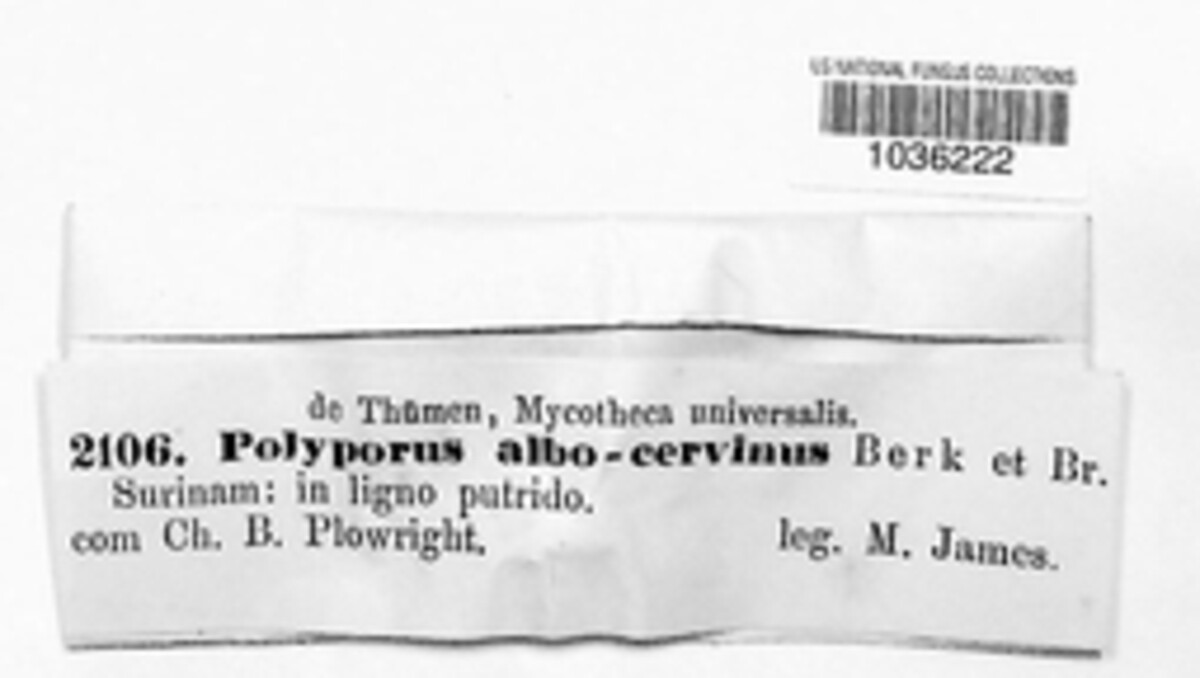 US NATIONAL FUNGUS COLLECTIONS
1036222
de Thümen, Mycotheca universalis.
2106. Polyporus albo-cervinus Berk et Br.
Surinam: in ligno putrido.
com Ch. B. Plowright. leg. M. James.